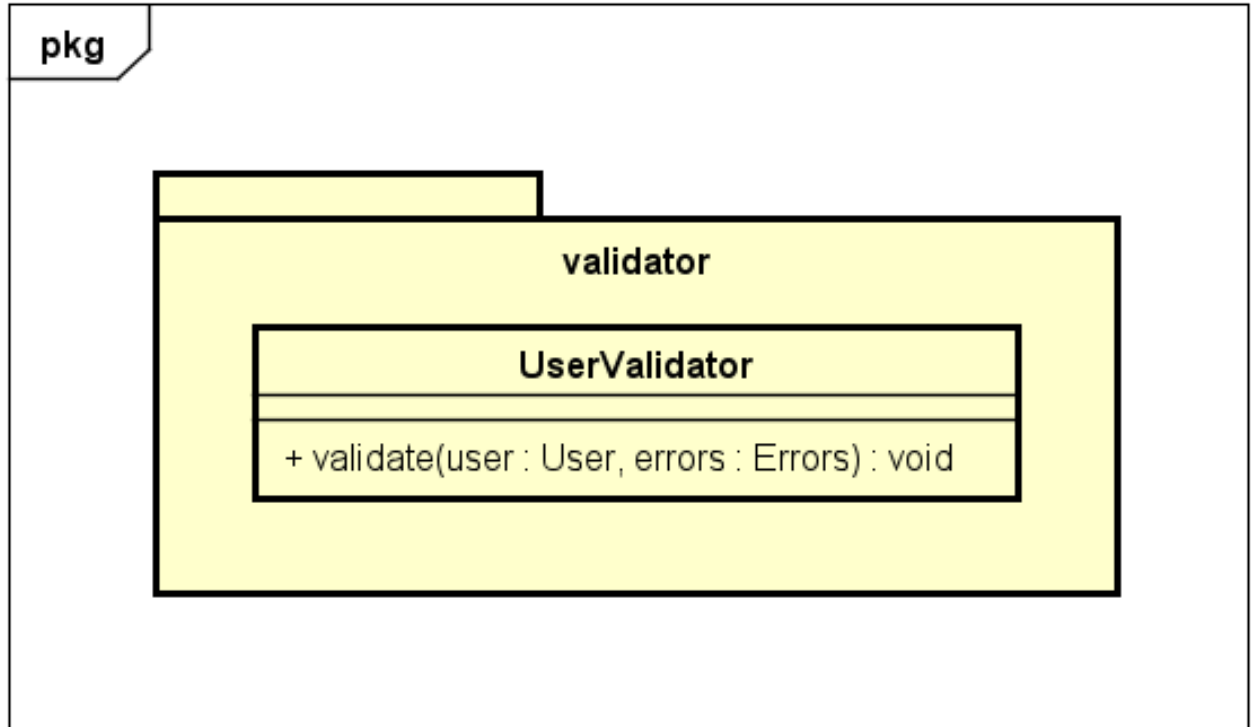 pkg
validator
UserValidator
+ validate(user : User, errors : Errors) : void